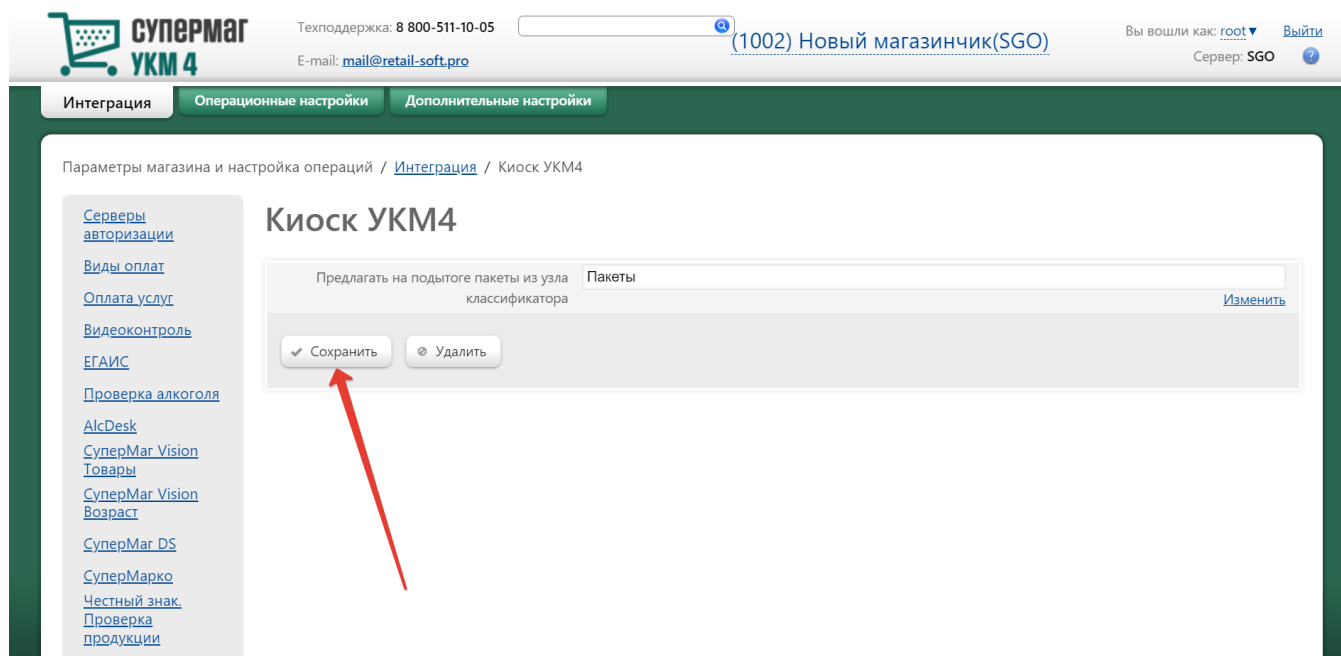 супермаг
УКМ 4
Техподдержка: 8 800-511-10-05
E-mail: mail@retail-soft.pro
(1002) Новый магазинчик(SGO)
Вы вошли как: root▼ Выйти
Сервер: SGO ?
Интеграция Операционные настройки Дополнительные настройки
Параметры магазина и настройка операций / Интеграция / Киоск УКМ4
Серверы
авторизации
Виды оплат
Оплата услуг
Видеоконтроль
ЕГАИС
Проверка алкоголя
AlcDesk
СуперМаг Vision
Товары
СуперМаг Vision
Возраст
СуперМаг DS
СуперМарко
Честный знак.
Проверка
продукции
Киоск УКМ4
Предлагать на подытоге пакеты из узла
классификатора
Пакеты
Изменить
Сохранить Удалить